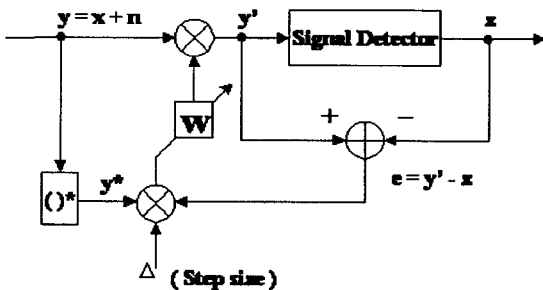 y = x + n
y'
Signal Detector
x
W
+
−
e = y' - x
( )*
y*
Δ ( Step size )